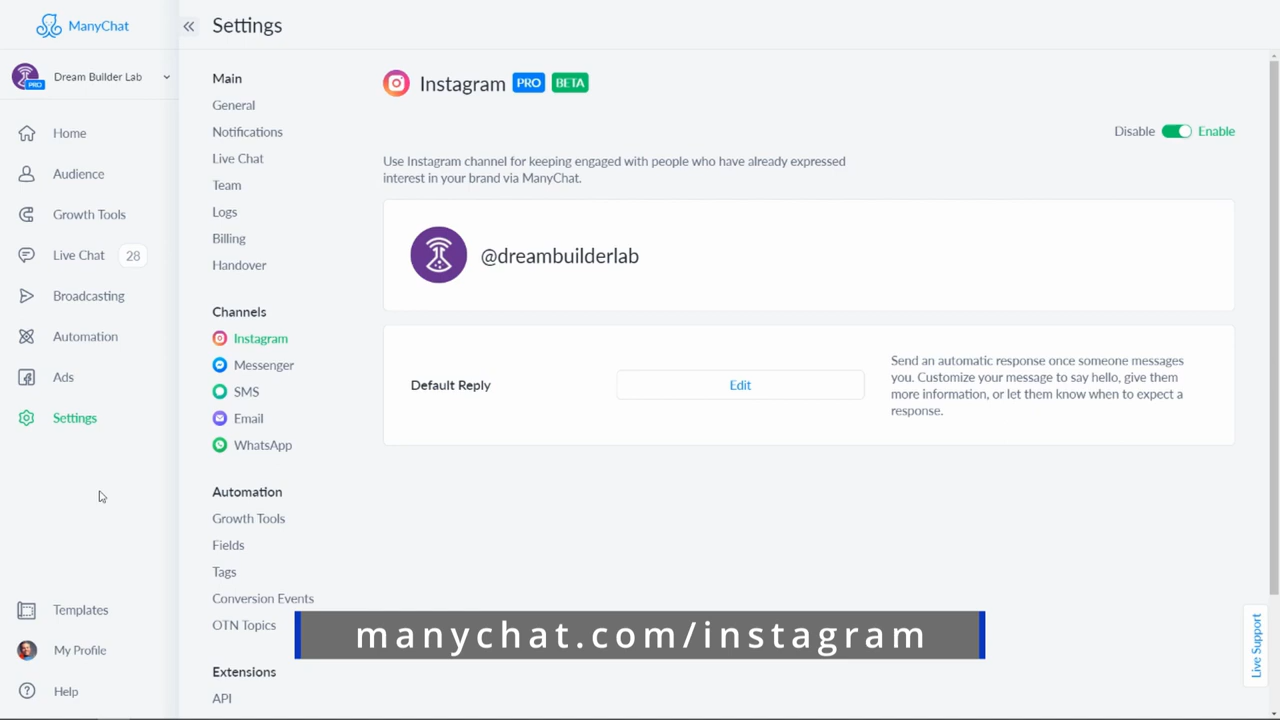 ManyChat
Dream Builder Lab
PRO
Home
Audience
Growth Tools
Live Chat 28
Broadcasting
Automation
Ads
Settings
Templates
My Profile
Help
Settings
Main
General
Notifications
Live Chat
Team
Logs
Billing
Handover
Channels
Instagram
Messenger
SMS
Email
WhatsApp
Automation
Growth Tools
Fields
Tags
Conversion Events
OTN Topics
Extensions
API
Instagram PRO BETA
Disable Enable
Use Instagram channel for keeping engaged with people who have already expressed
interest in your brand via ManyChat.
@dreambuilderlab
Default Reply
Edit
Send an automatic response once someone messages
you. Customize your message to say hello, give them
more information, or let them know when to expect a
response.
manychat.com/instagram
Live Support